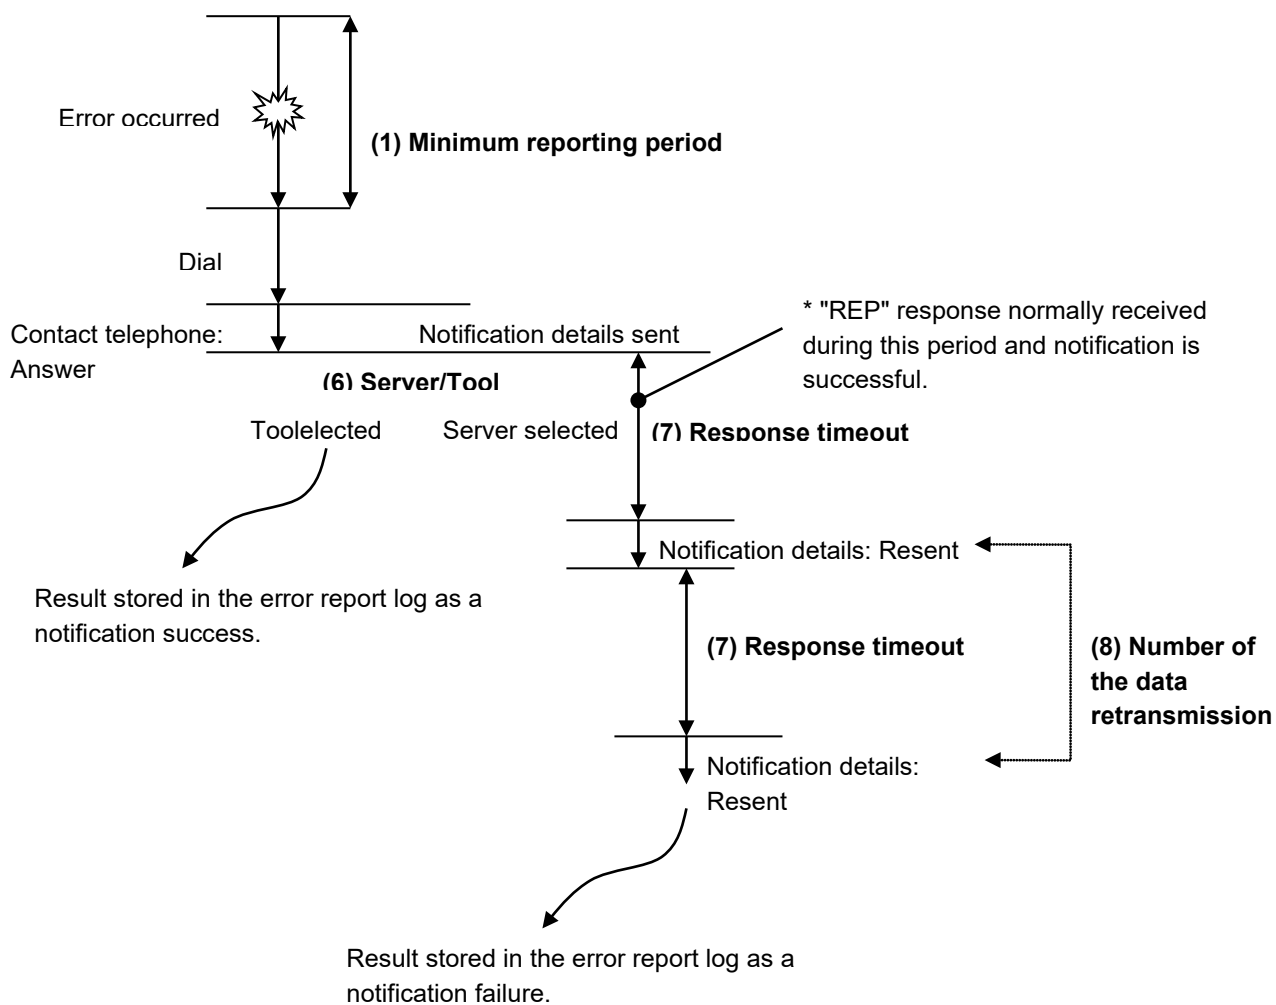 Error occurred
(1) Minimum reporting period
Dial
Contact telephone:
Answer
Notification details sent
* "REP" response normally received
during this period and notification is
successful.
(6) Server/Tool
Toolelected
Server selected
(7) Response timeout
Notification details: Resent
Result stored in the error report log as a
notification success.
(7) Response timeout
(8) Number of
the data
retransmission
Notification details:
Resent
Result stored in the error report log as a
notification failure.